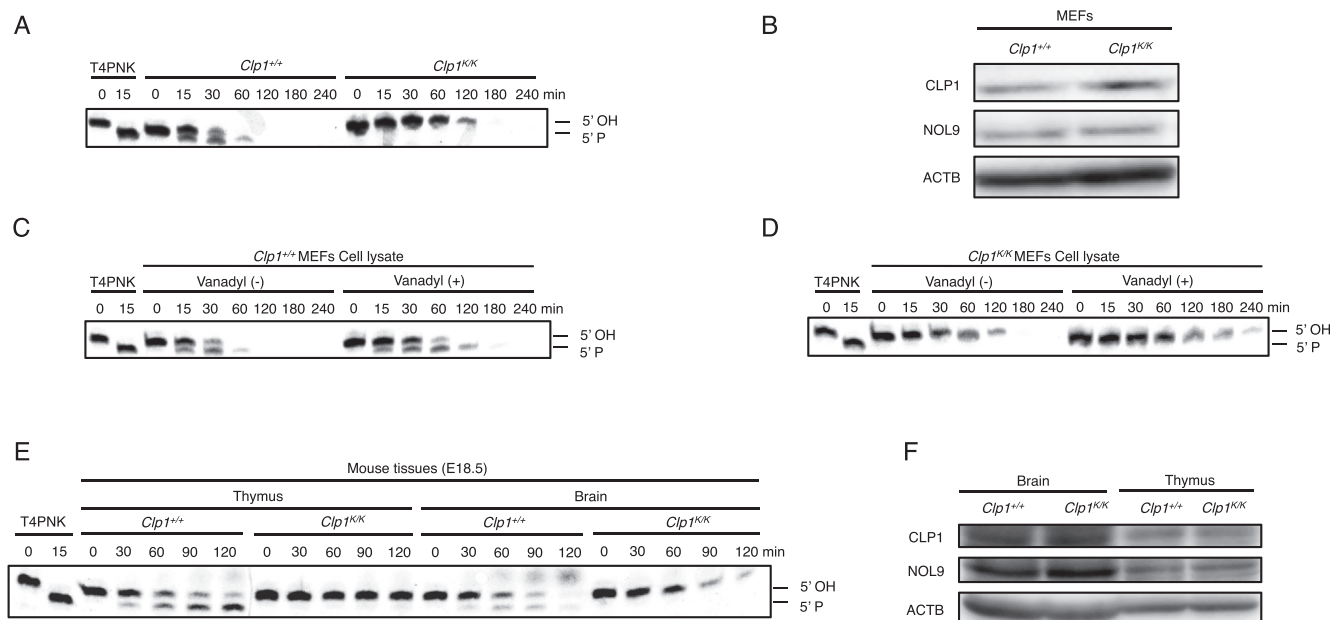 A
T4PNK Clp1+/+ Clp1K/K
0 15 0 15 30 60 120 180 240 0 15 30 60 120 180 240 min
5' OH
5' P
B
MEFs
Clp1+/+ Clp1K/K
CLP1
NOL9
ACTB
C
Clp1+/+ MEFs Cell lysate
T4PNK Vanadyl (-) Vanadyl (+)
0 15 0 15 30 60 120 180 240 0 15 30 60 120 180 240 min
5' OH
5' P
D
Clp1K/K MEFs Cell lysate
T4PNK Vanadyl (-) Vanadyl (+)
0 15 0 15 30 60 120 180 240 0 15 30 60 120 180 240 min
5' OH
5' P
E
Mouse tissues (E18.5)
Thymus Brain
T4PNK Clp1+/+ Clp1K/K Clp1+/+ Clp1K/K
0 15 0 30 60 90 120 0 30 60 90 120 0 30 60 90 120 0 30 60 90 120 min
5' OH
5' P
F
Brain Thymus
Clp1+/+ Clp1K/K Clp1+/+ Clp1K/K
CLP1
NOL9
ACTB